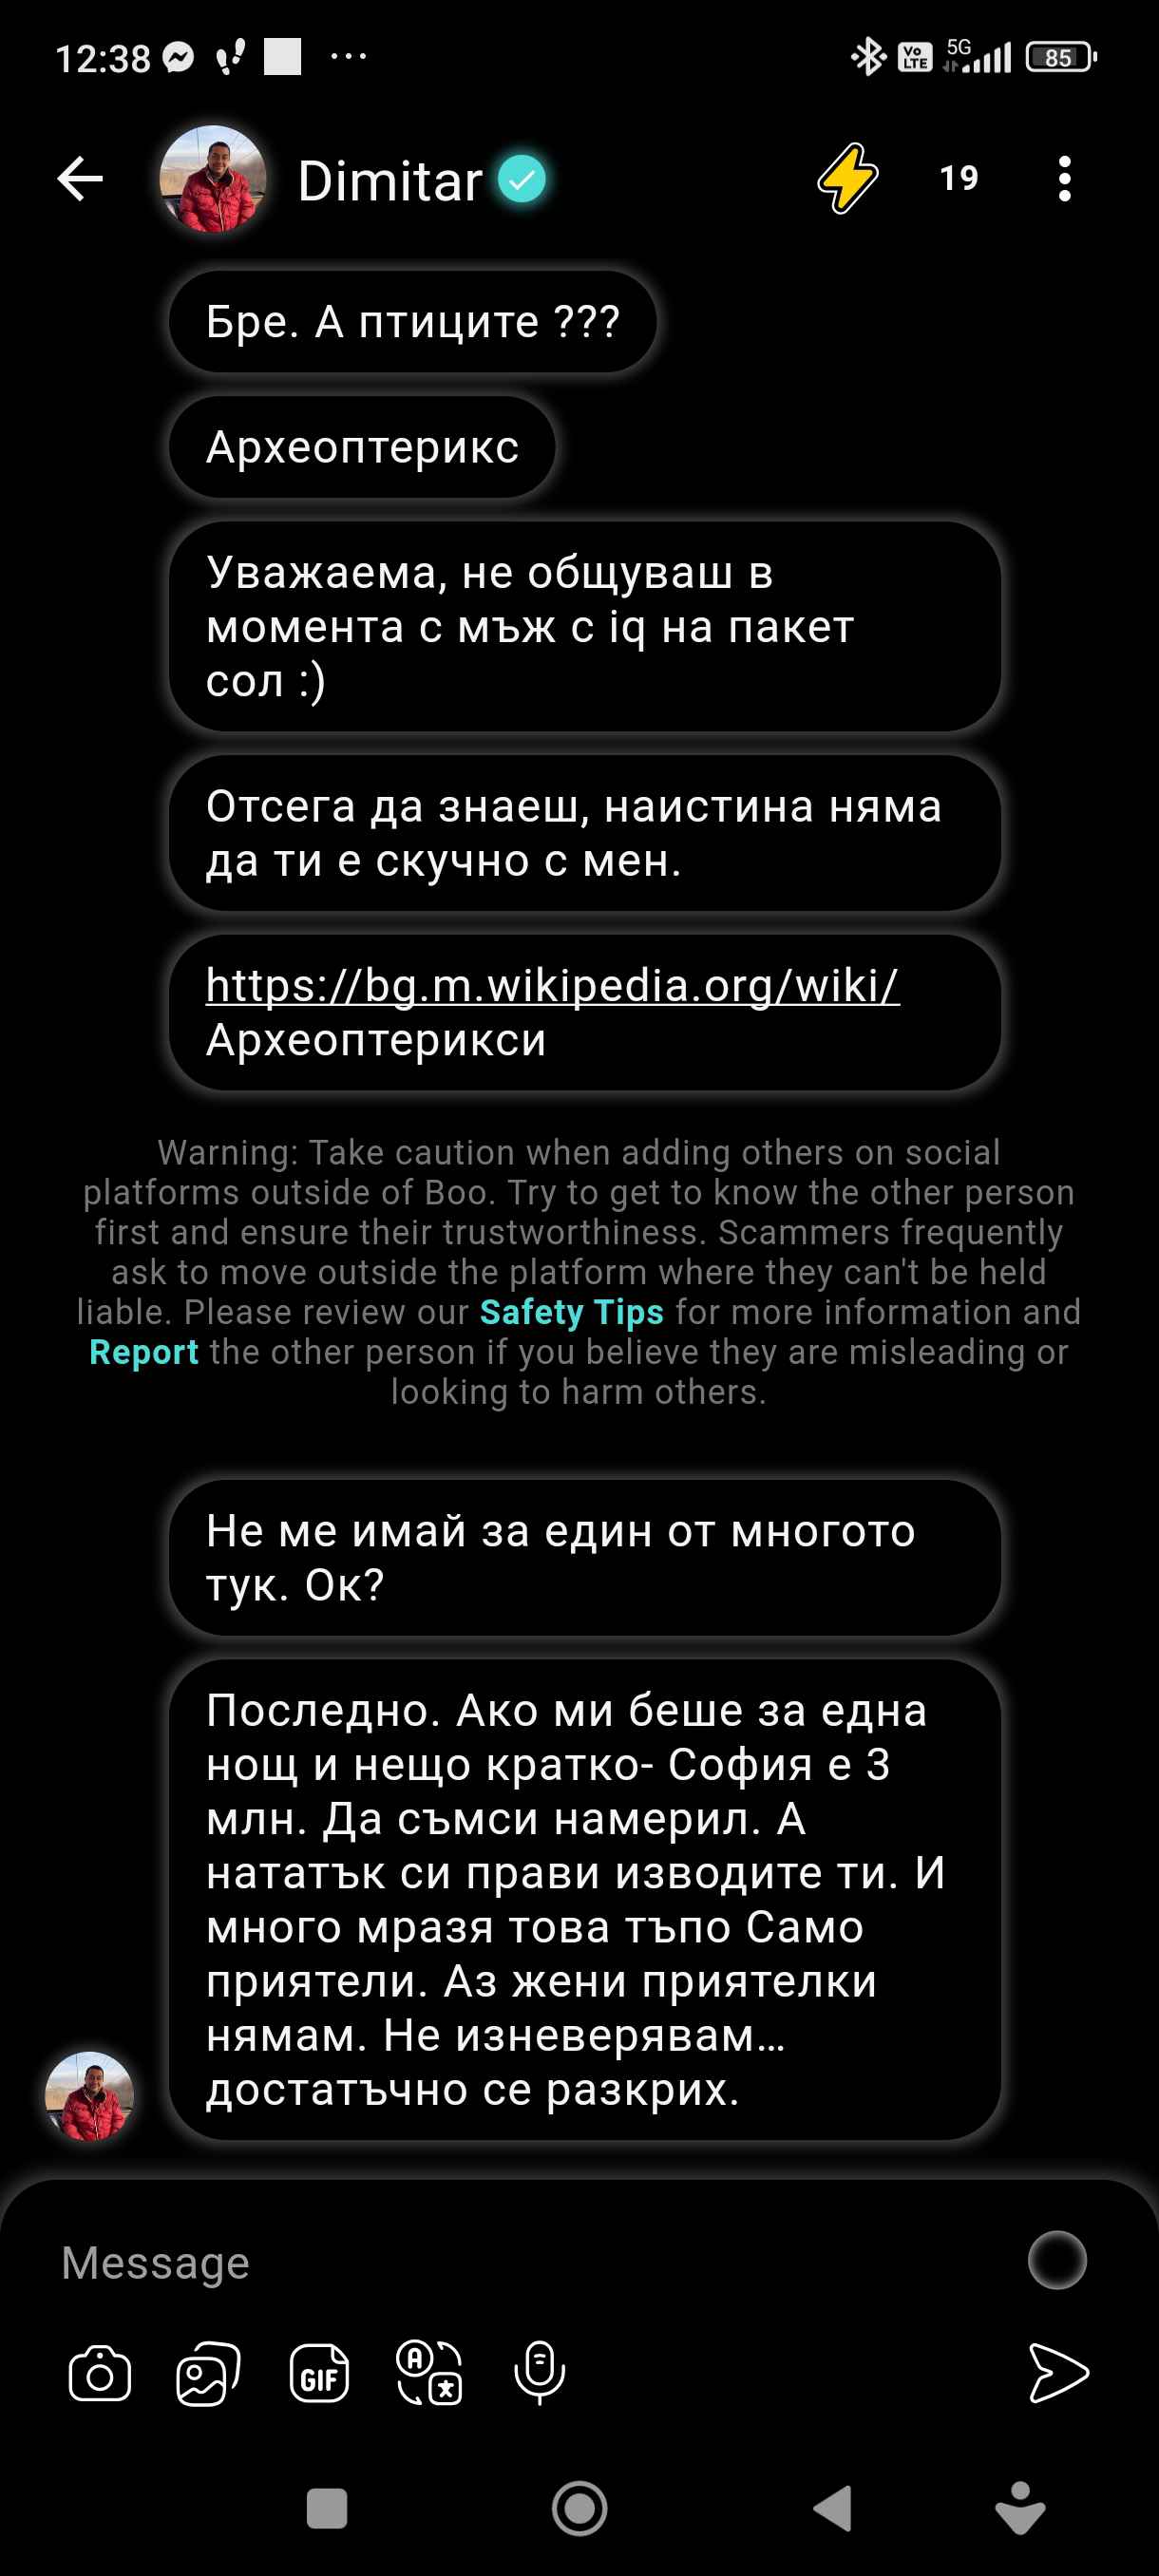 12:38
5G
Vo LTE
85
Dimitar
19
Бре. А птиците ???
Археоптерикс
Уважаема, не общуваш в
момента с мъж с iq на пакет
сол :)
Отсега да знаеш, наистина няма
да ти е скучно с мен.
https://bg.m.wikipedia.org/wiki/
Археоптерикси
Warning: Take caution when adding others on social
platforms outside of Boo. Try to get to know the other person
first and ensure their trustworthiness. Scammers frequently
ask to move outside the platform where they can't be held
liable. Please review our Safety Tips for more information and
Report the other person if you believe they are misleading or
looking to harm others.
Не ме имай за един от многото
тук. Ок?
Последно. Ако ми беше за една
нощ и нещо кратко- София е 3
млн. Да съмси намерил. А
нататък си прави изводите ти. И
много мразя това тъпо Само
приятели. Аз жени приятелки
нямам. Не изневерявам…
достатъчно се разкрих.
Message
GIF
A